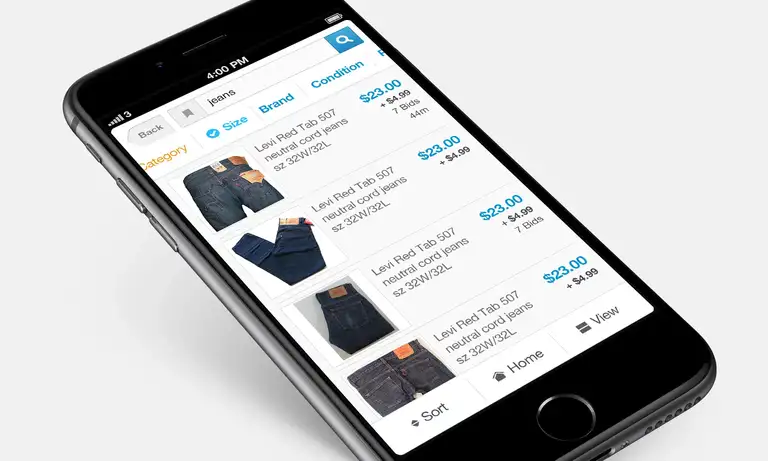 3
4:00 PM
Back
jeans
Category
Size
Brand
Condition
Levi Red Tab 507
neutral cord jeans
sz 32W/32L
$23.00
+ $4.99
7 Bids
44m
Levi Red Tab 507
neutral cord jeans
sz 32W/32L
$23.00
+ $4.99
Levi Red Tab 507
neutral cord jeans
sz 32W/32L
$23.00
+ $4.99
7 Bids
Levi Red Tab 507
neutral cord jeans
sz 32W/32L
$23.00
+ $4.99
Sort
Home
View